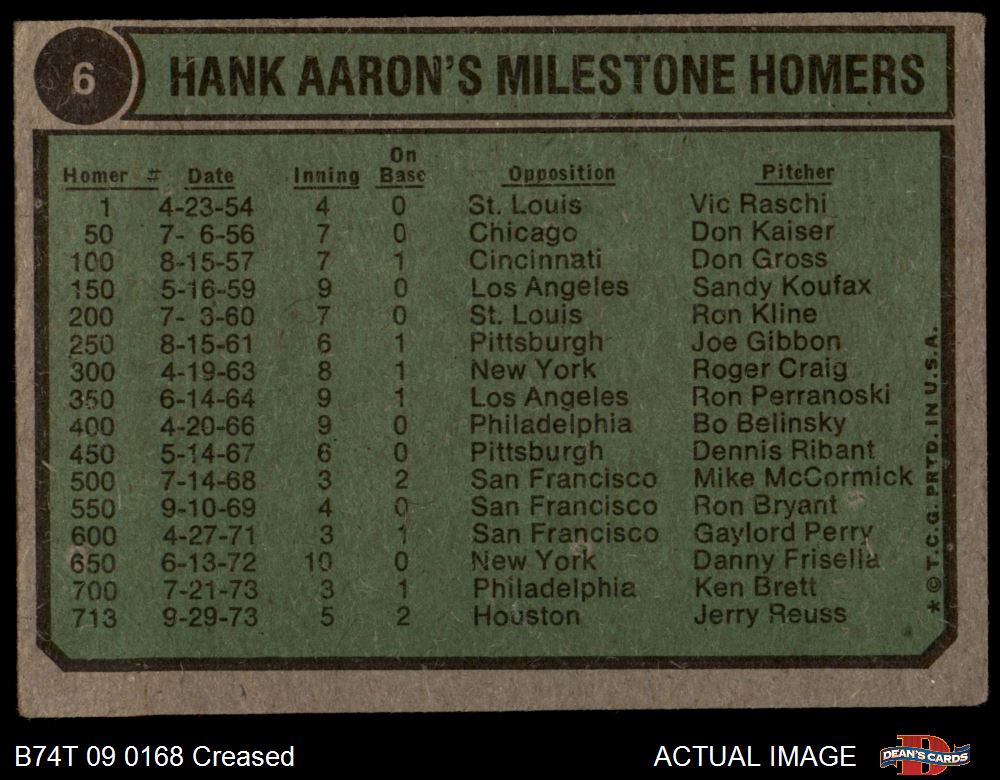 6 HANK AARON'S MILESTONE HOMERS
On
Homer # Date Inning Base Opposition Pitcher
1 4-23-54 4 0 St. Louis Vic Raschi
50 7- 6-56 7 0 Chicago Don Kaiser
100 8-15-57 7 1 Cincinnati Don Gross
150 5-16-59 9 0 Los Angeles Sandy Koufax
200 7- 3-60 7 0 St. Louis Ron Kline
250 8-15-61 6 1 Pittsburgh Joe Gibbon
300 4-19-63 8 1 New York Roger Craig
350 6-14-64 9 1 Los Angeles Ron Perranoski
400 4-20-66 9 0 Philadelphia Bo Belinsky
450 5-14-67 6 0 Pittsburgh Dennis Ribant
500 7-14-68 3 2 San Francisco Mike McCormick
550 9-10-69 4 0 San Francisco Ron Bryant
600 4-27-71 3 1 San Francisco Gaylord Perry
650 6-13-72 10 0 New York Danny Frisella
700 7-21-73 3 1 Philadelphia Ken Brett
713 9-29-73 5 2 Houston Jerry Reuss
* © T.C.G. PRTD. IN U.S.A.
B74T 09 0168 Creased ACTUAL IMAGE D DEAN'S CARDS